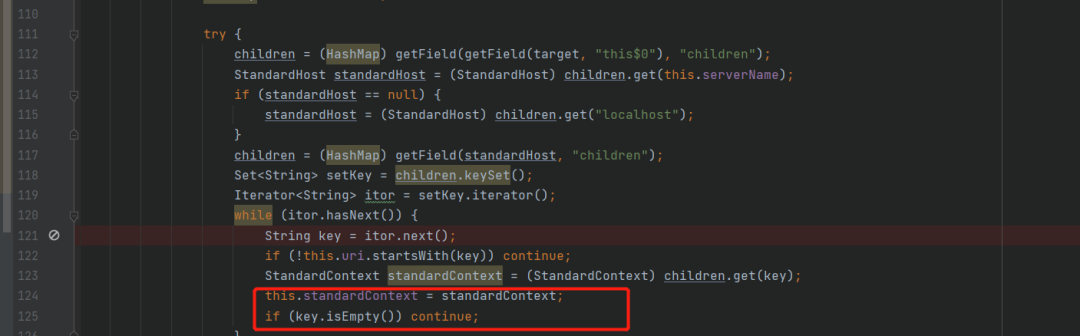 110
111 try {
112 children = (HashMap) getField(getField(target, "this$0"), "children");
113 StandardHost standardHost = (StandardHost) children.get(this.serverName);
114 if (standardHost == null) {
115 standardHost = (StandardHost) children.get("localhost");
116 }
117 children = (HashMap) getField(standardHost, "children");
118 Set<String> setKey = children.keySet();
119 Iterator<String> itor = setKey.iterator();
120 while (itor.hasNext()) {
121 String key = itor.next();
122 if (!this.uri.startsWith(key)) continue;
123 StandardContext standardContext = (StandardContext) children.get(key);
124 this.standardContext = standardContext;
125 if (key.isEmpty()) continue;